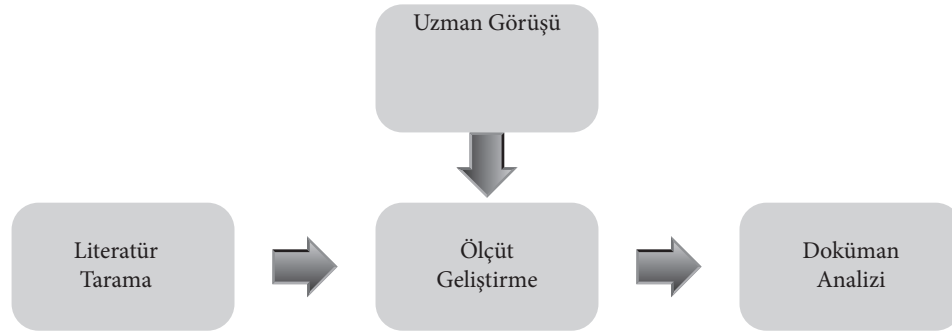 Uzman Görüşü
Literatür
Tarama
Ölçüt
Geliştirme
Doküman
Analizi